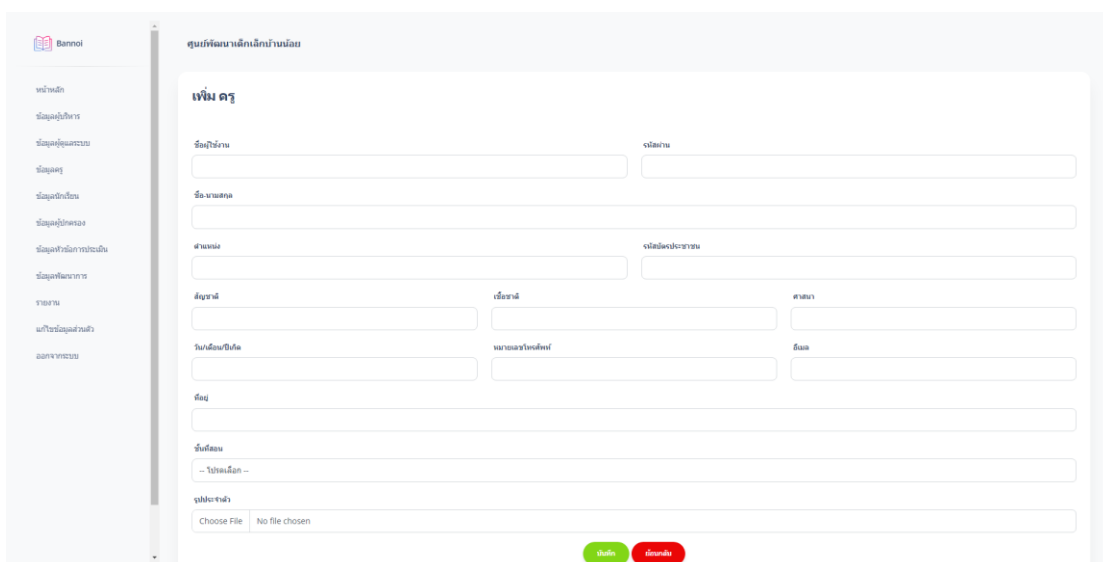 Bannoi
ศูนย์พัฒนาเด็กเล็กบ้านน้อย
หน้าหลัก
ข้อมูลผู้บริหาร
ข้อมูลผู้ดูแลระบบ
ข้อมูลครู
ข้อมูลนักเรียน
ข้อมูลผู้ปกครอง
ข้อมูลหัวข้อการประเมิน
ข้อมูลพัฒนาการ
รายงาน
แก้ไขข้อมูลส่วนตัว
ออกจากระบบ
เพิ่ม ครู
ชื่อผู้ใช้งาน รหัสผ่าน
ชื่อ-นามสกุล
ตำแหน่ง รหัสบัตรประชาชน
สัญชาติ เชื้อชาติ ศาสนา
วัน/เดือน/ปีเกิด หมายเลขโทรศัพท์ อีเมล
ที่อยู่
ชั้นที่สอน
-- โปรดเลือก --
รูปประจำตัว
Choose File No file chosen
บันทึก ย้อนกลับ